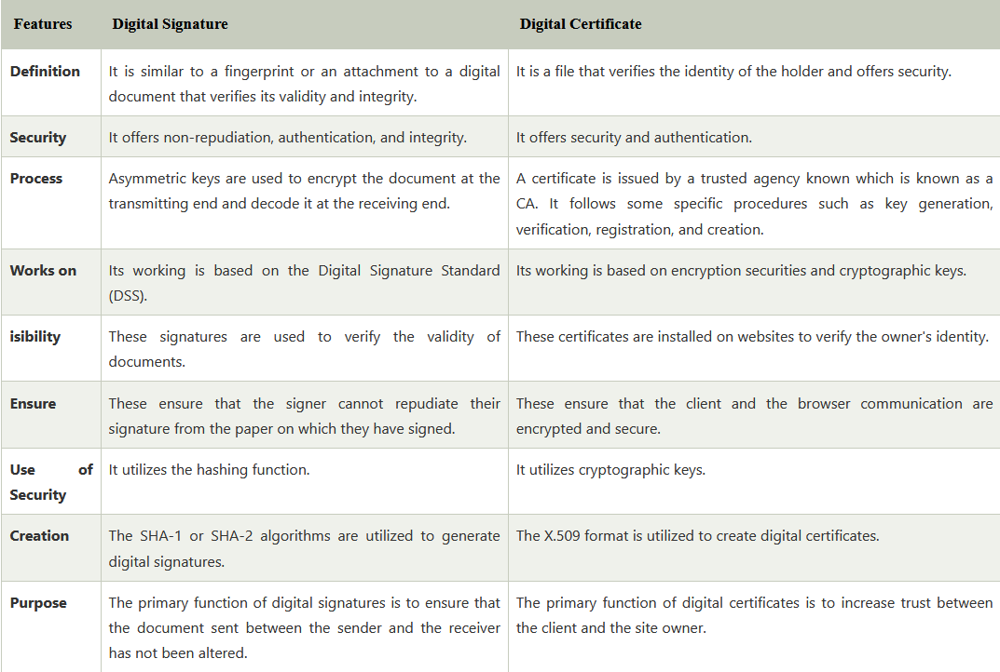 Features Digital Signature Digital Certificate
Definition It is similar to a fingerprint or an attachment to a digital It is a file that verifies the identity of the holder and offers security.
document that verifies its validity and integrity.
Security It offers non-repudiation, authentication, and integrity. It offers security and authentication.
Process Asymmetric keys are used to encrypt the document at the A certificate is issued by a trusted agency known which is known as a
transmitting end and decode it at the receiving end. CA. It follows some specific procedures such as key generation,
verification, registration, and creation.
Works on Its working is based on the Digital Signature Standard Its working is based on encryption securities and cryptographic keys.
(DSS).
isibility These signatures are used to verify the validity of These certificates are installed on websites to verify the owner's identity.
documents.
Ensure These ensure that the signer cannot repudiate their These ensure that the client and the browser communication are
signature from the paper on which they have signed. encrypted and secure.
Use of It utilizes the hashing function. It utilizes cryptographic keys.
Security
Creation The SHA-1 or SHA-2 algorithms are utilized to generate The X.509 format is utilized to create digital certificates.
digital signatures.
Purpose The primary function of digital signatures is to ensure that The primary function of digital certificates is to increase trust between
the document sent between the sender and the receiver the client and the site owner.
has not been altered.